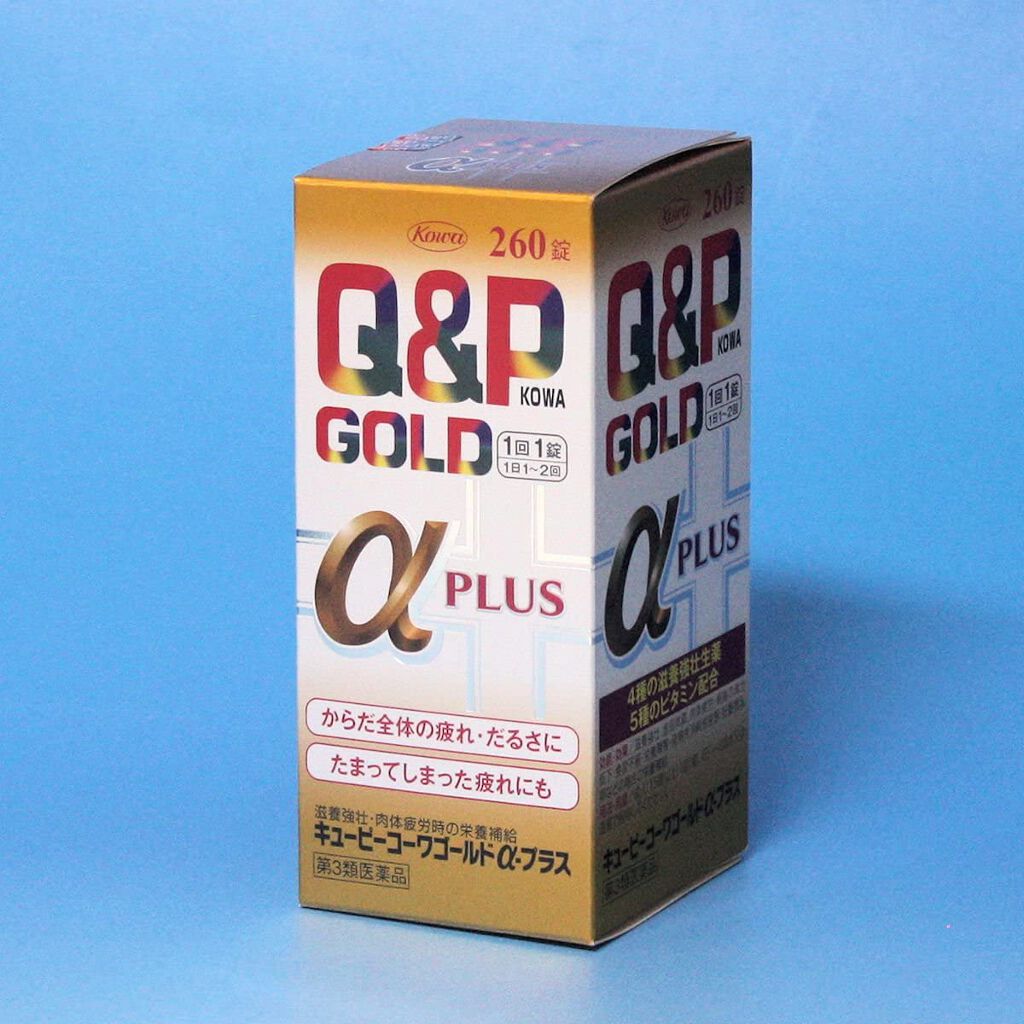 Kowa 260錠
Q&P
KOWA
GOLD
1回1錠
1日1~2回
α PLUS
からだ全体の疲れ・だるさに
たまってしまった疲れにも
滋養強壮・肉体疲労時の栄養補給
キューピーコーワゴールドα-プラス
第3類医薬品
Kowa 260錠
Q&P
KOWA
GOLD
1回1錠
1日1~2回
α PLUS
4種の滋養強壮生薬
5種のビタミン配合
キューピーコーワゴールドα-プラス
第3類医薬品